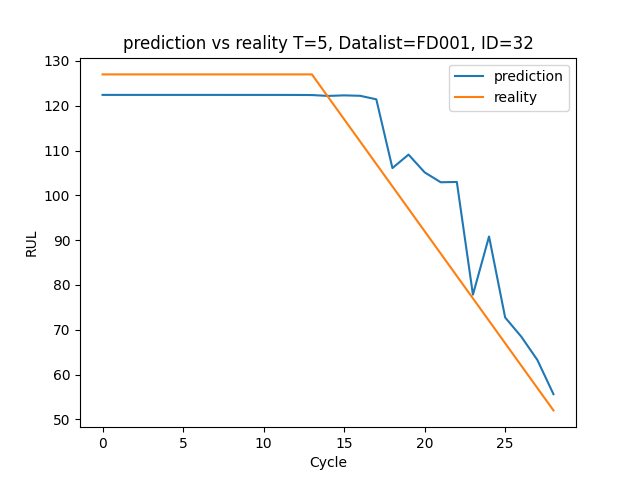 prediction vs reality T=5, Datalist=FD001, ID=32
prediction
reality
130
120
110
100
90
80
70
60
50
RUL
0 5 10 15 20 25
Cycle